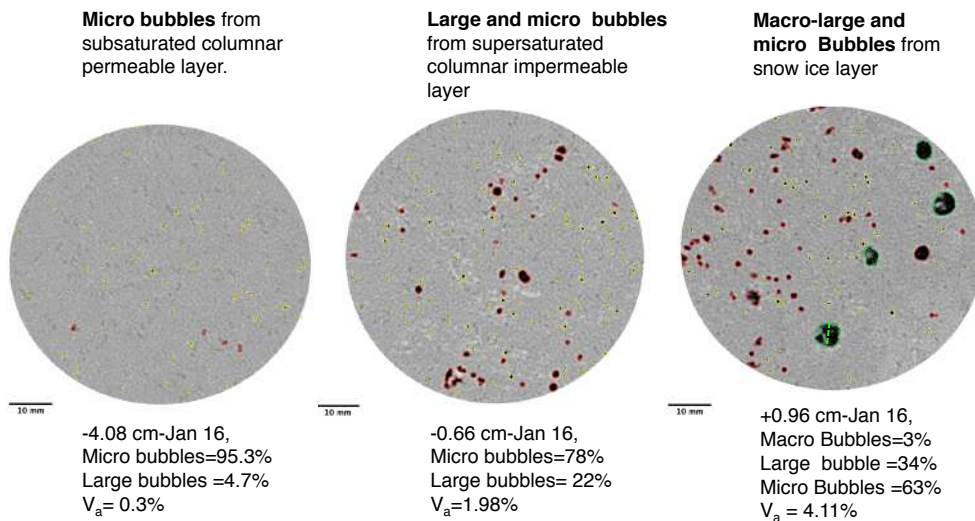 Micro bubbles from
subsaturated columnar
permeable layer.
Large and micro bubbles
from supersaturated
columnar impermeable
layer
Macro-large and
micro Bubbles from
snow ice layer
10 mm
10 mm
10 mm
-4.08 cm-Jan 16,
Micro bubbles=95.3%
Large bubbles =4.7%
Va= 0.3%
-0.66 cm-Jan 16,
Micro bubbles=78%
Large bubbles= 22%
Va=1.98%
+0.96 cm-Jan 16,
Macro Bubbles=3%
Large bubble =34%
Micro Bubbles =63%
Va = 4.11%